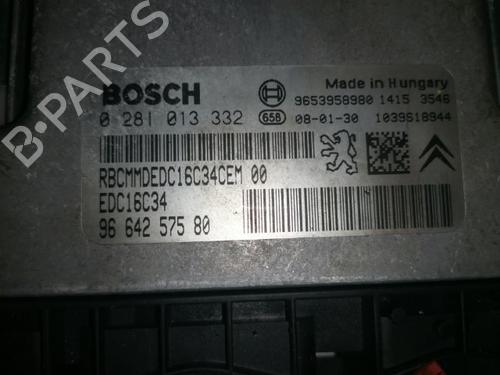 B-PARTS
BOSCH
Made in Hungary
9653958980 1415 3546
0 281 013 332
658 08-01-30 1039S18944
RBCMMDEDC16C34CEM 00
EDC16C34
96 642 575 80